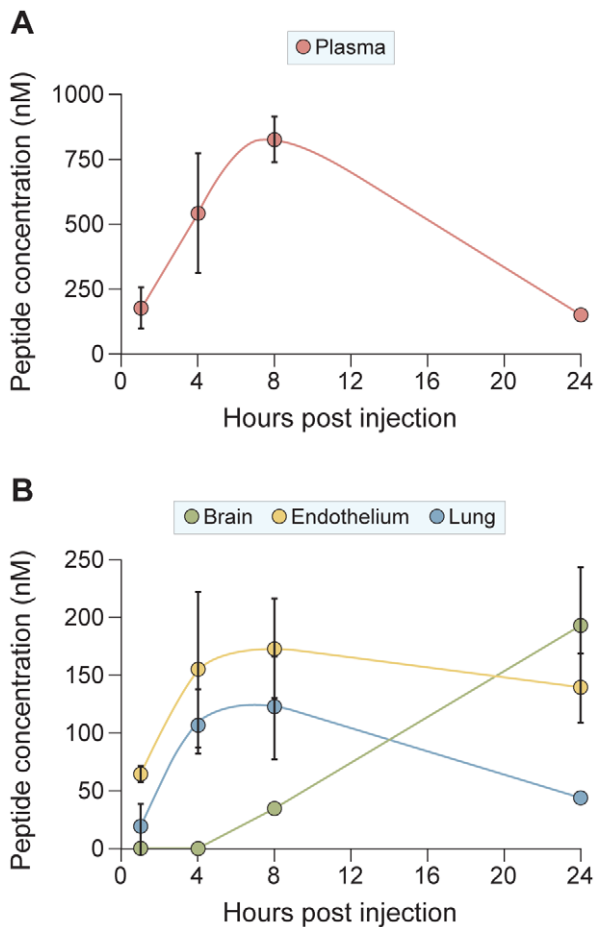 A
Plasma
Peptide concentration (nM)
1000
750
500
250
0
0 4 8 12 16 20 24
Hours post injection
B
Brain Endothelium Lung
Peptide concentration (nM)
250
200
150
100
50
0
0 4 8 12 16 20 24
Hours post injection